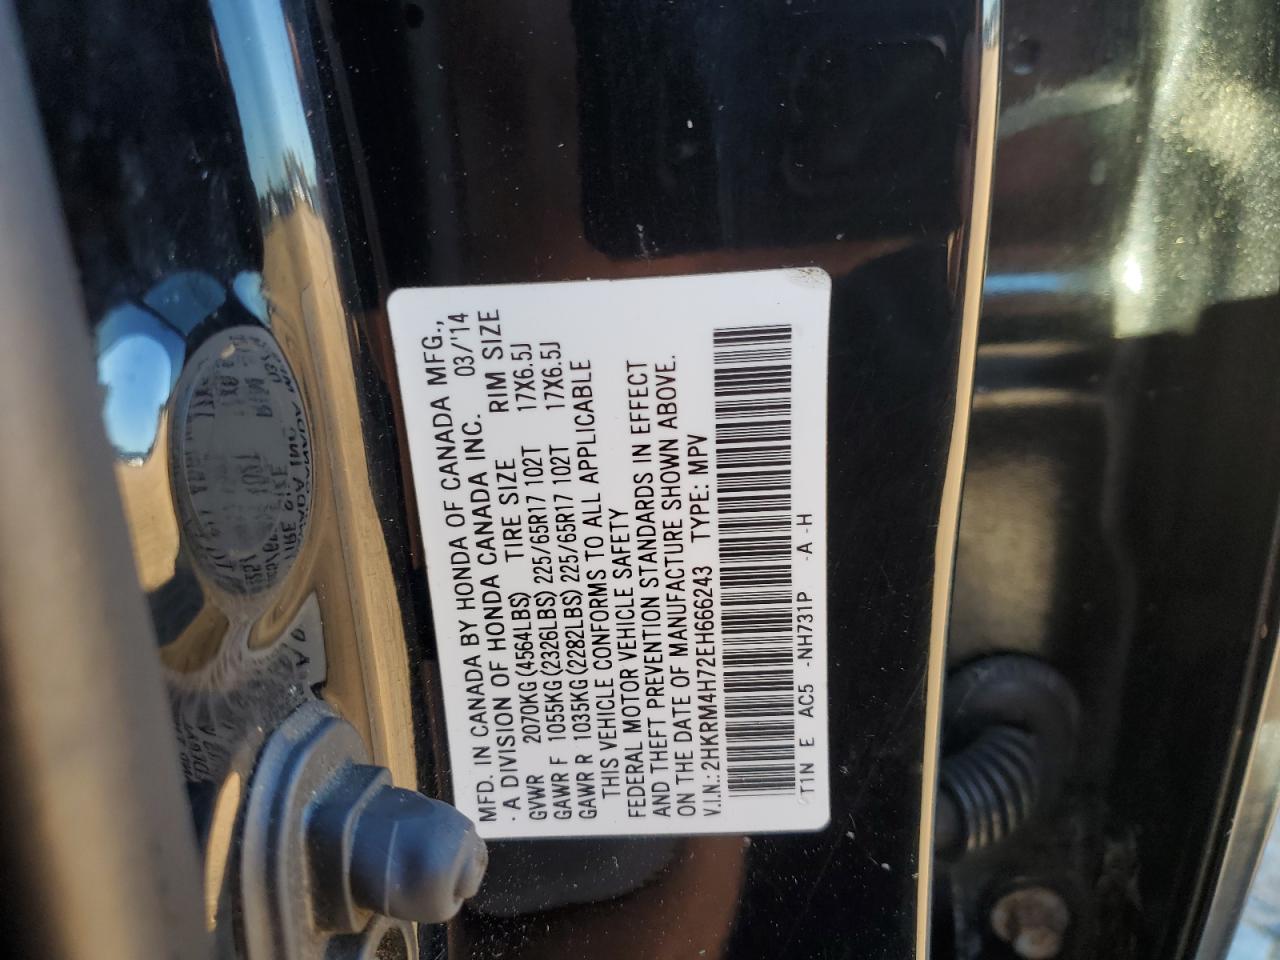 MFD. IN CANADA BY HONDA OF CANADA MFG.,
- A DIVISION OF HONDA CANADA INC. 03/'14
GVWR 2070KG(4564LBS) TIRE SIZE RIM SIZE
GAWR F 1055KG(2326LBS) 225/65R17 102T 17X6.5J
GAWR R 1035KG(2282LBS) 225/65R17 102T 17X6.5J
THIS VEHICLE CONFORMS TO ALL APPLICABLE
FEDERAL MOTOR VEHICLE SAFETY
AND THEFT PREVENTION STANDARDS IN EFFECT
ON THE DATE OF MANUFACTURE SHOWN ABOVE.
V.I.N.: 2HKRM4H72EH666243 TYPE: MPV
T1N E AC5 -NH731P -A -H